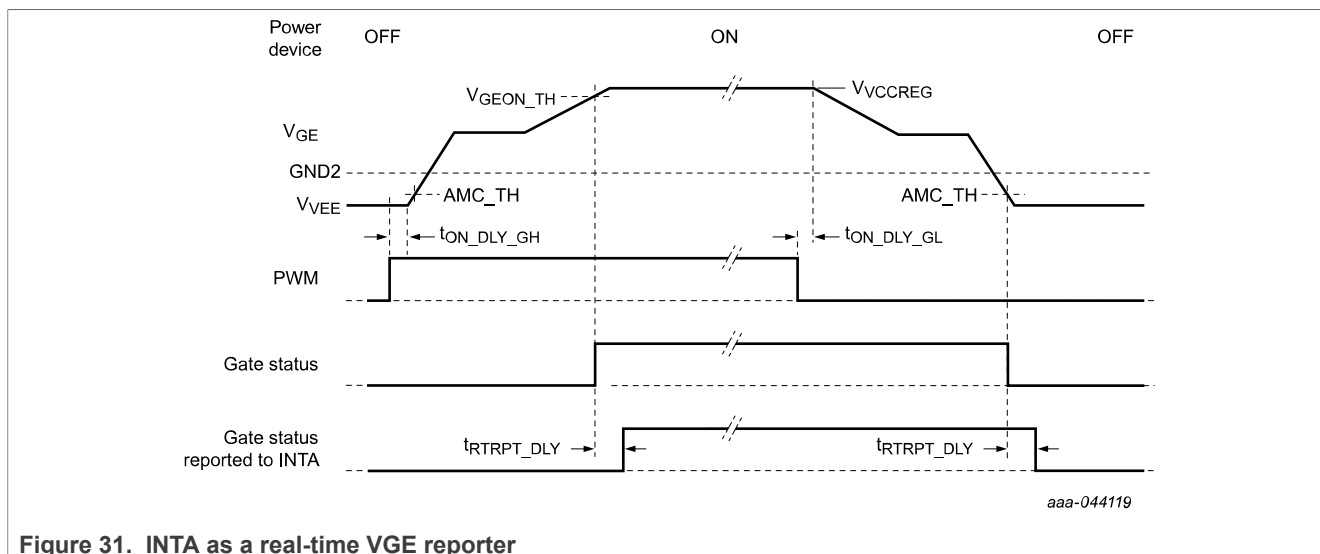 Power
device
OFF
ON
OFF
VGEON_TH
VVCCREG
VGE
GND2
AMC_TH
AMC_TH
VVEE
tON_DLY_GH
tON_DLY_GL
PWM
Gate status
Gate status
reported to INTA
tRTRPT_DLY
tRTRPT_DLY
aaa-044119
Figure 31. INTA as a real-time VGE reporter